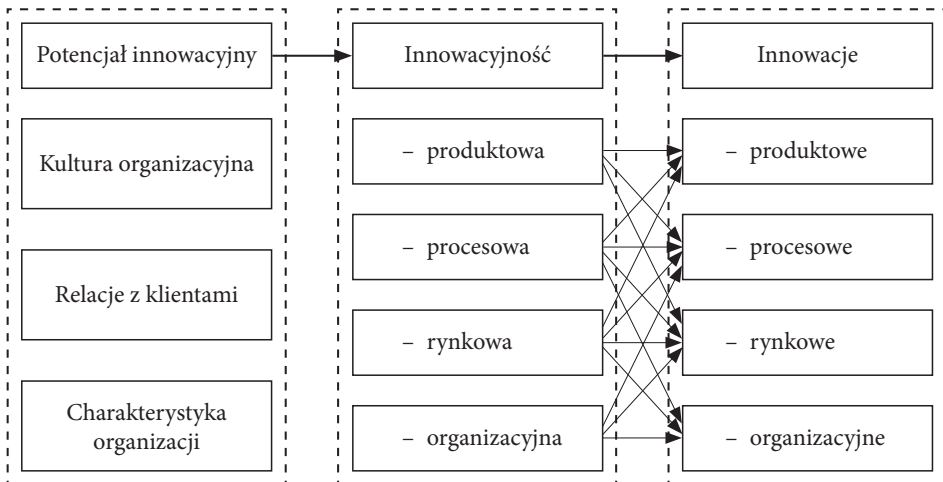 Potencjał innowacyjny
Kultura organizacyjna
Relacje z klientami
Charakterystyka
organizacji
Innowacyjność
– produktowa
– procesowa
– rynkowa
– organizacyjna
Innowacje
– produktowe
– procesowe
– rynkowe
– organizacyjne